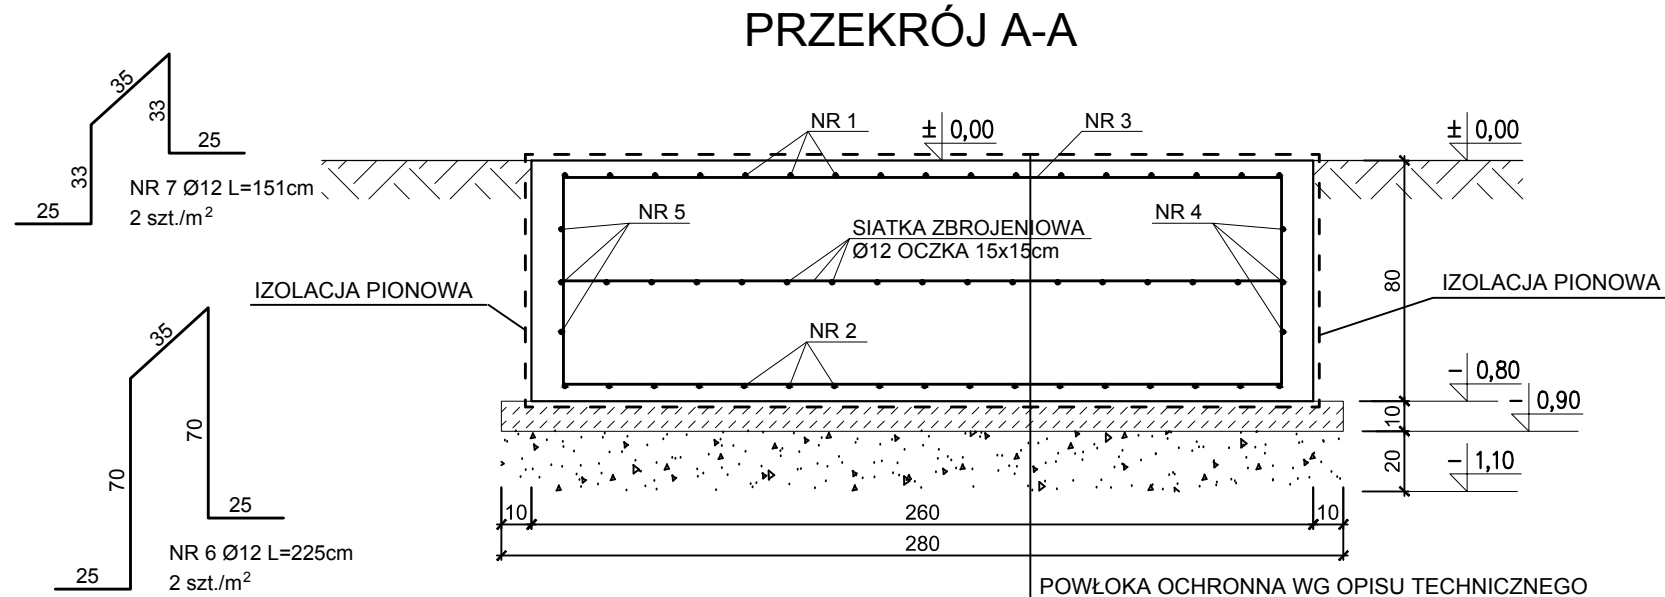 PRZEKRÓJ A-A
35
33
33
25
25
NR 7 Ø12 L=151cm
2 szt./m²
NR 1
± 0,00
NR 3
± 0,00
NR 5
SIATKA ZBROJENIOWA
Ø12 OCZKA 15x15cm
NR 4
IZOLACJA PIONOWA
IZOLACJA PIONOWA
80
NR 2
35
70
70
25
25
NR 6 Ø12 L=225cm
2 szt./m²
- 0,80
- 0,90
10
20
- 1,10
10
260
10
280
POWŁOKA OCHRONNA WG OPISU TECHNICZNEGO